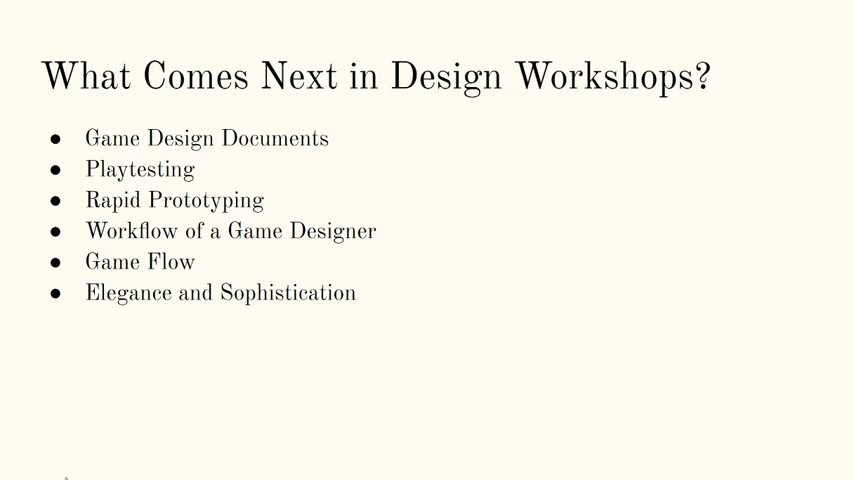 What Comes Next in Design Workshops?
● Game Design Documents
● Playtesting
● Rapid Prototyping
● Workflow of a Game Designer
● Game Flow
● Elegance and Sophistication